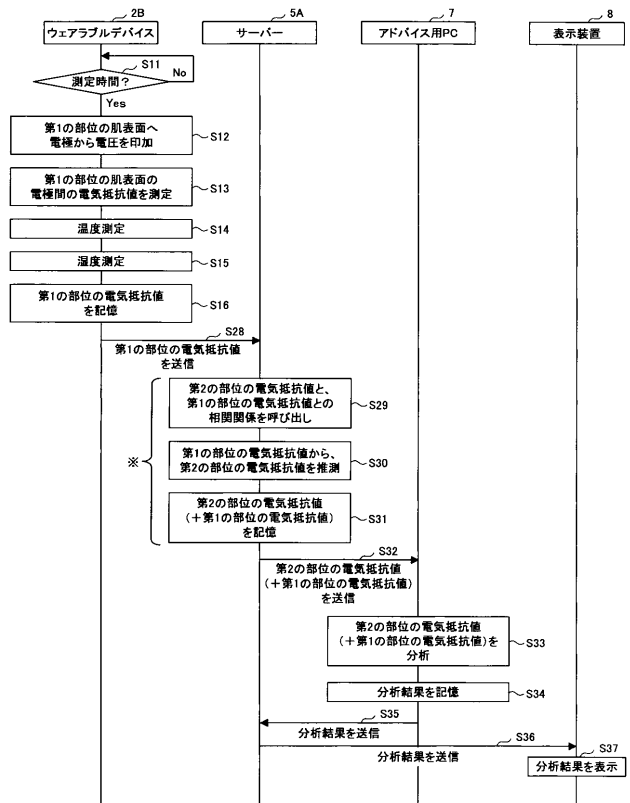 2B
ウェアラブルデバイス
5A
サーバー
7
アドバイス用PC
8
表示装置
S11
測定時間？
No
Yes
第1の部位の肌表面へ
電極から電圧を印加
S12
第1の部位の肌表面の
電極間の電気抵抗値を測定
S13
温度測定
S14
湿度測定
S15
第1の部位の電気抵抗値
を記憶
S16
S28
第1の部位の電気抵抗値
を送信
※
第2の部位の電気抵抗値と、
第1の部位の電気抵抗値との
相関関係を呼び出し
S29
第1の部位の電気抵抗値から、
第2の部位の電気抵抗値を推測
S30
第2の部位の電気抵抗値
（＋第1の部位の電気抵抗値）
を記憶
S31
S32
第2の部位の電気抵抗値
（＋第1の部位の電気抵抗値）
を送信
第2の部位の電気抵抗値
（＋第1の部位の電気抵抗値）を
分析
S33
分析結果を記憶
S34
S35
分析結果を送信
S36
分析結果を送信
S37
分析結果を表示